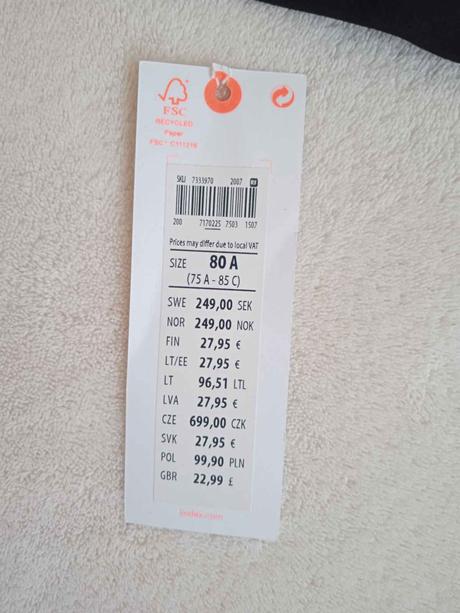 FSC
RECYCLED
Paper
FSC® C111216
SKU 7333970 2007 RF
200 7170225 7503 1507
Prices may differ due to local VAT
SIZE 80 A
(75 A - 85 C)
SWE 249,00 SEK
NOR 249,00 NOK
FIN 27,95 €
LT/EE 27,95 €
LT 96,51 LTL
LVA 27,95 €
CZE 699,00 CZK
SVK 27,95 €
POL 99,90 PLN
GBR 22,99 £